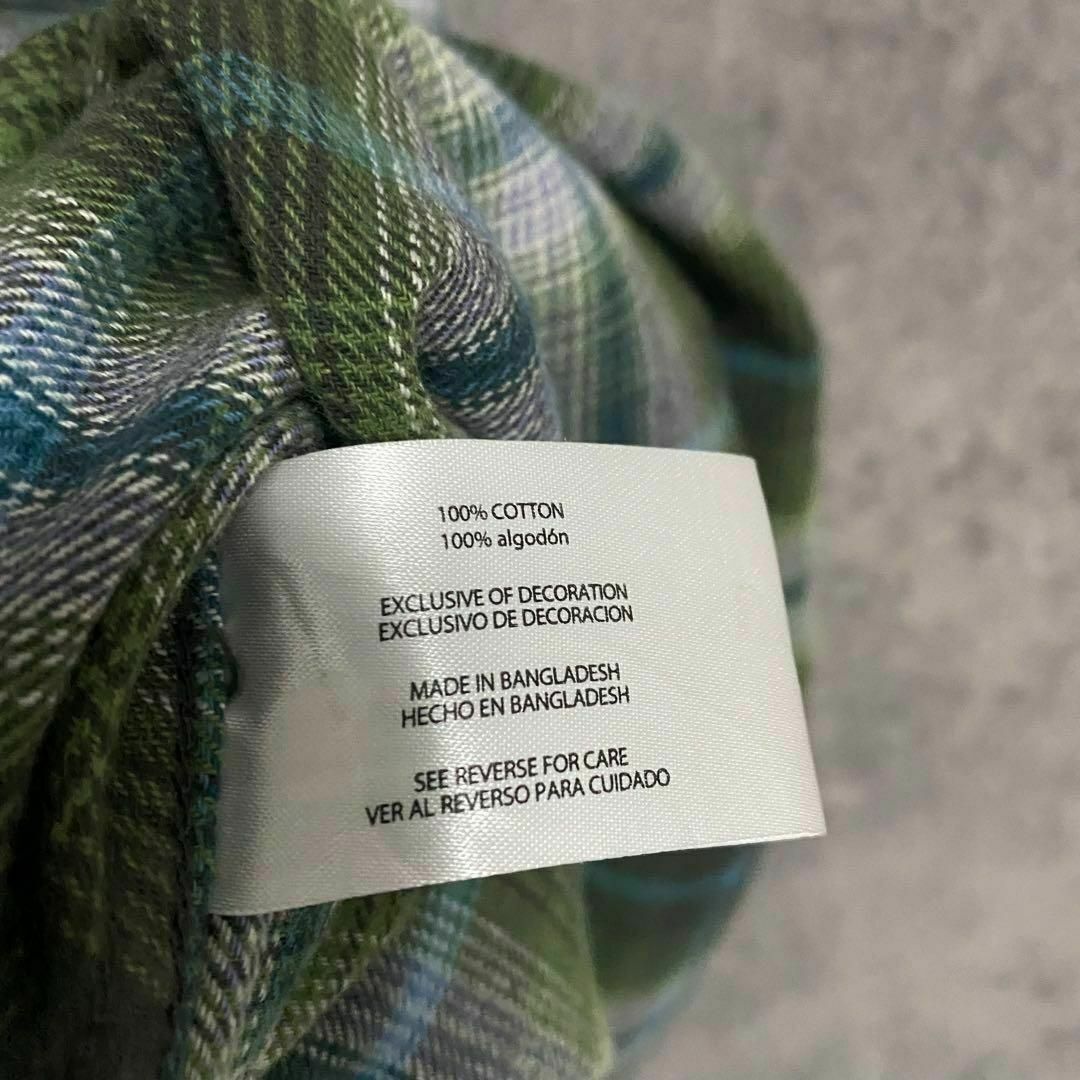 100% COTTON
100% algodón
EXCLUSIVE OF DECORATION
EXCLUSIVO DE DECORACION
MADE IN BANGLADESH
HECHO EN BANGLADESH
SEE REVERSE FOR CARE
VER AL REVERSO PARA CUIDADO